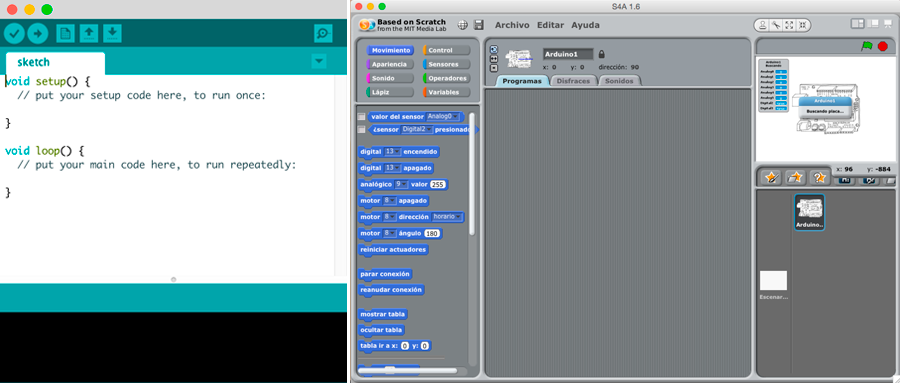 sketch
void setup() {
// put your setup code here, to run once:
}
void loop() {
// put your main code here, to run repeatedly:
}
S4A 1.6
Based on Scratch
from the MIT Media Lab
Archivo Editar Ayuda
Movimiento Control
Apariencia Sensores
Sonido Operadores
Lápiz Variables
valor del sensor Analog0
¿sensor Digital2 presionado
digital 13 encendido
digital 13 apagado
analógico 9 valor 255
motor 8 apagado
motor 8 dirección horario
motor 8 ángulo 180
reiniciar actuadores
parar conexión
reanudar conexión
mostrar tabla
ocultar tabla
tabla ir a x: 0 y: 0
Arduino1
x: 0 y: 0 dirección: 90
Programas Disfraces Sonidos
Arduino1
Buscando
Arduino1
Buscando placa...
x: 96 y: -884
Arduino..
Escenar...